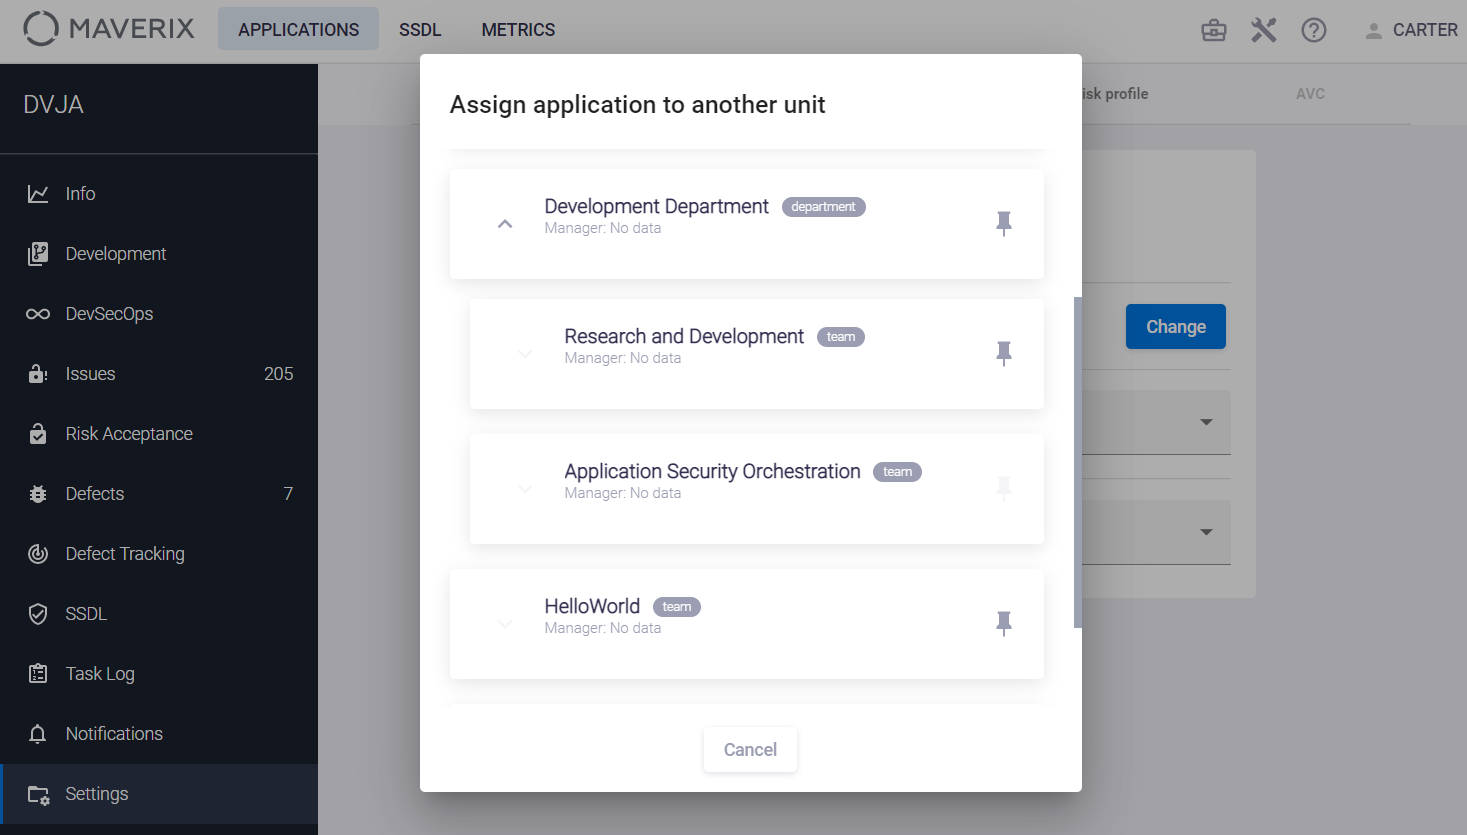 MAVERIX
APPLICATIONS
SSDL
METRICS
CARTER
DVJA
Info
Development
DevSecOps
Issues 205
Risk Acceptance
Defects 7
Defect Tracking
SSDL
Task Log
Notifications
Settings
isk profile
AVC
Change
Assign application to another unit
Development Department department
Manager: No data
Research and Development team
Manager: No data
Application Security Orchestration team
Manager: No data
HelloWorld team
Manager: No data
Cancel